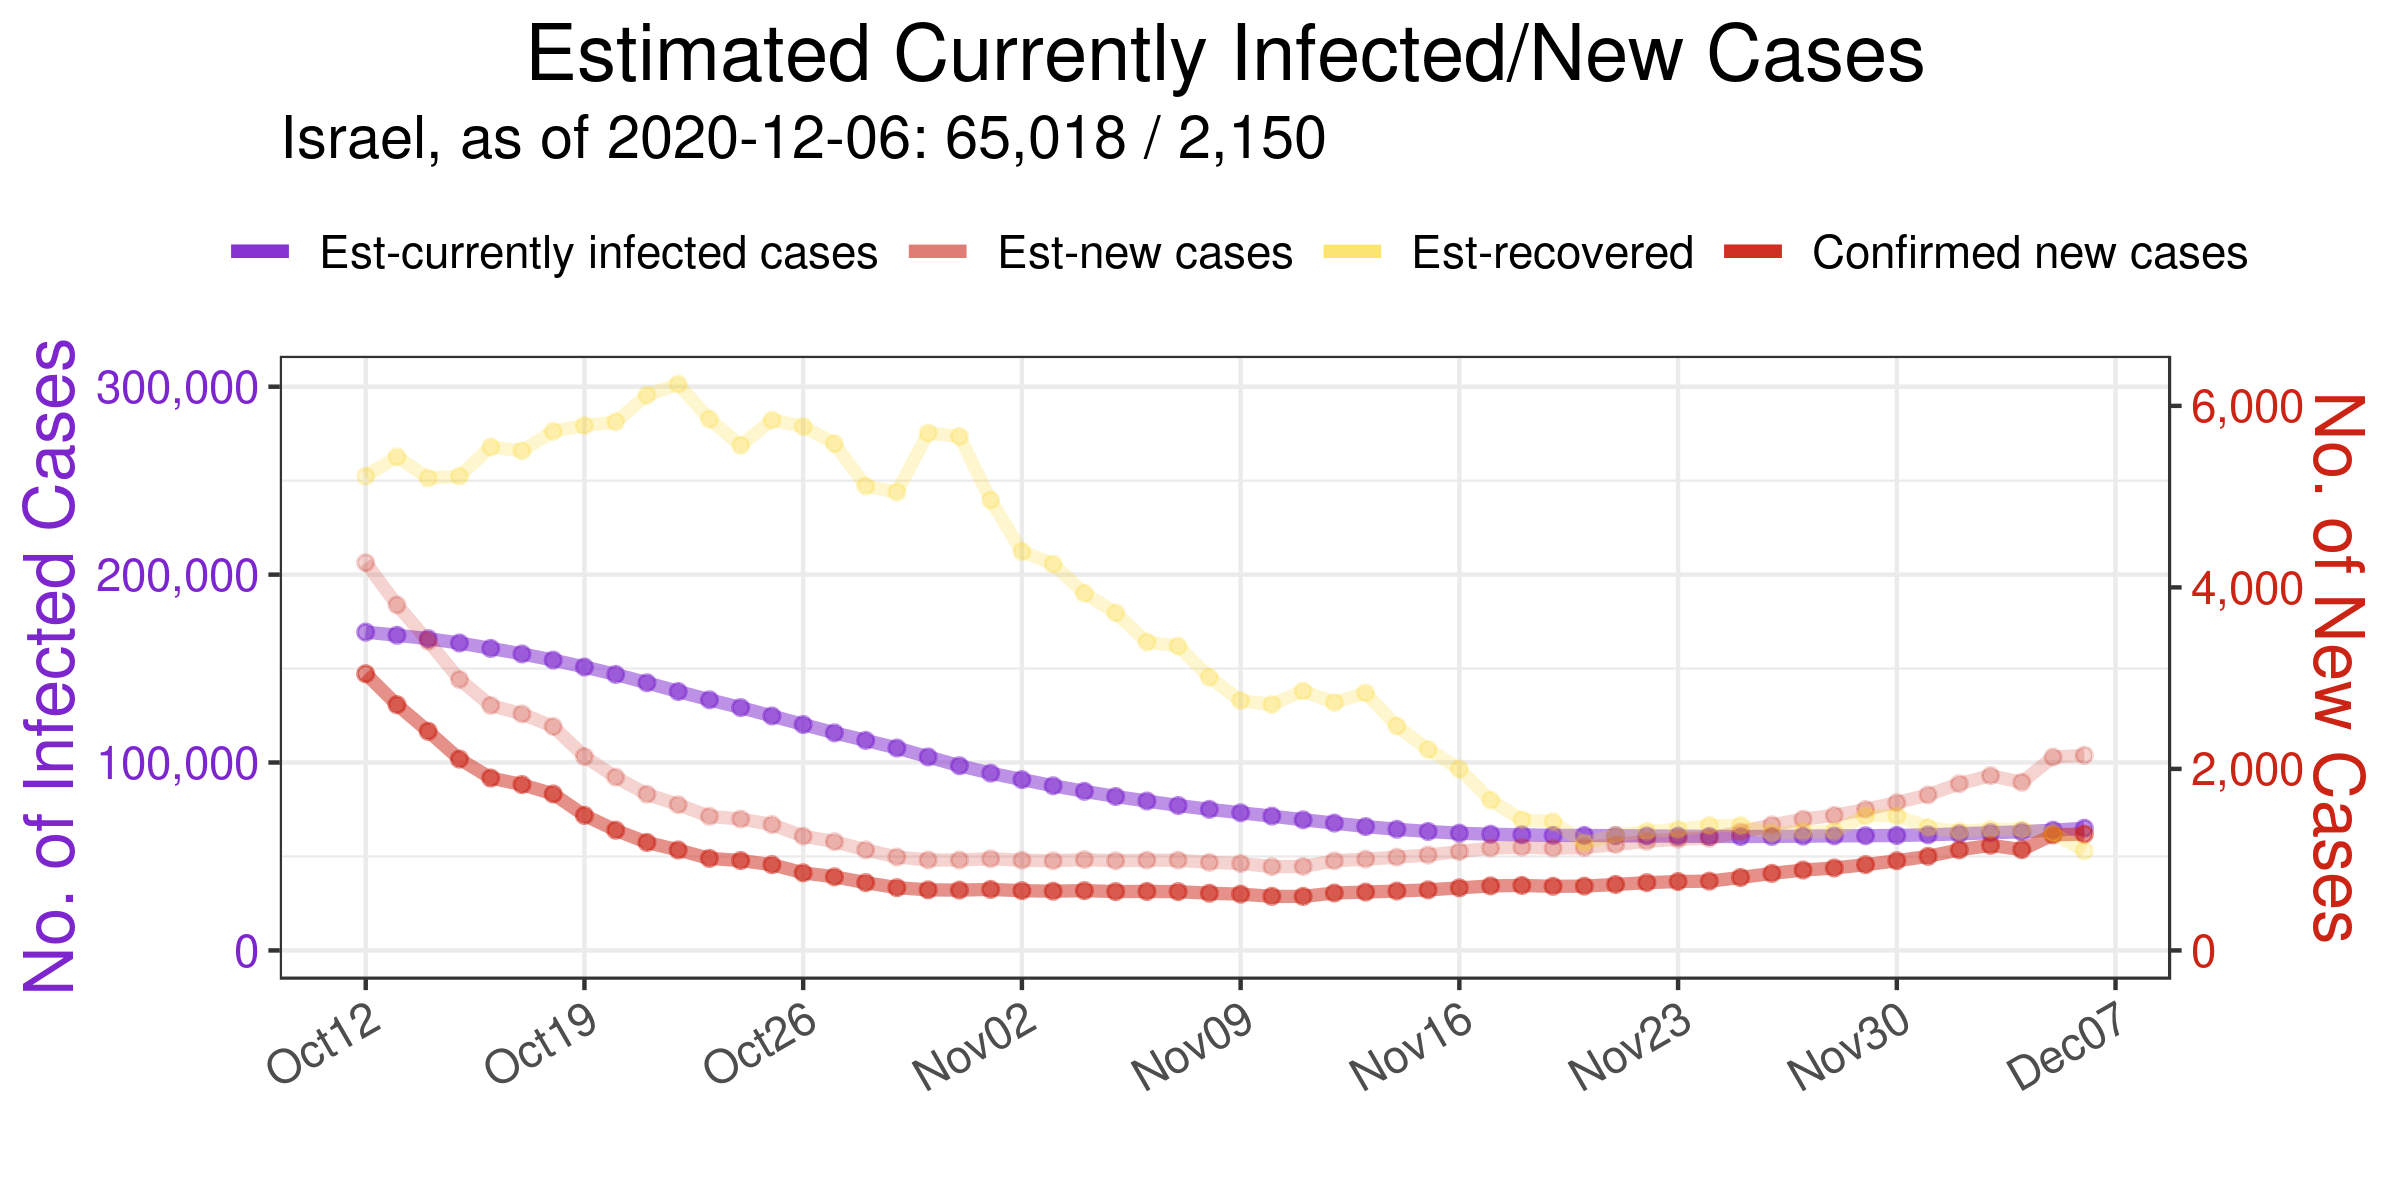 Estimated Currently Infected/New Cases
Israel, as of 2020-12-06: 65,018 / 2,150
Est-currently infected cases Est-new cases Est-recovered Confirmed new cases
No. of Infected Cases
300,000
200,000
100,000
0
6,000
4,000
2,000
0
No. of New Cases
Oct12 Oct19 Oct26 Nov02 Nov09 Nov16 Nov23 Nov30 Dec07